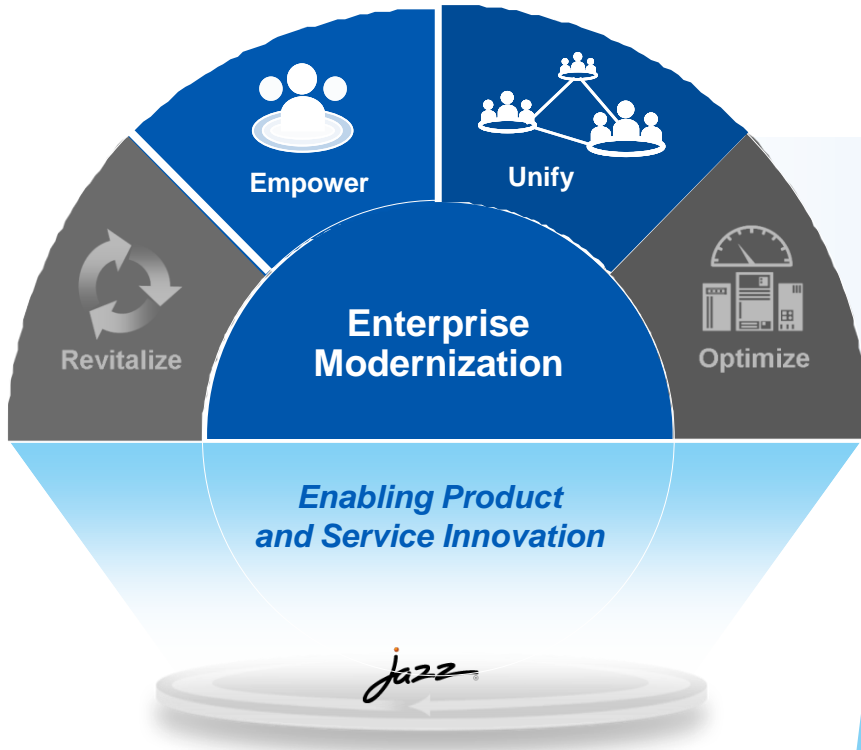 Empower
Unify
Revitalize
Optimize
Enterprise
Modernization
Enabling Product
and Service Innovation
jazz
®